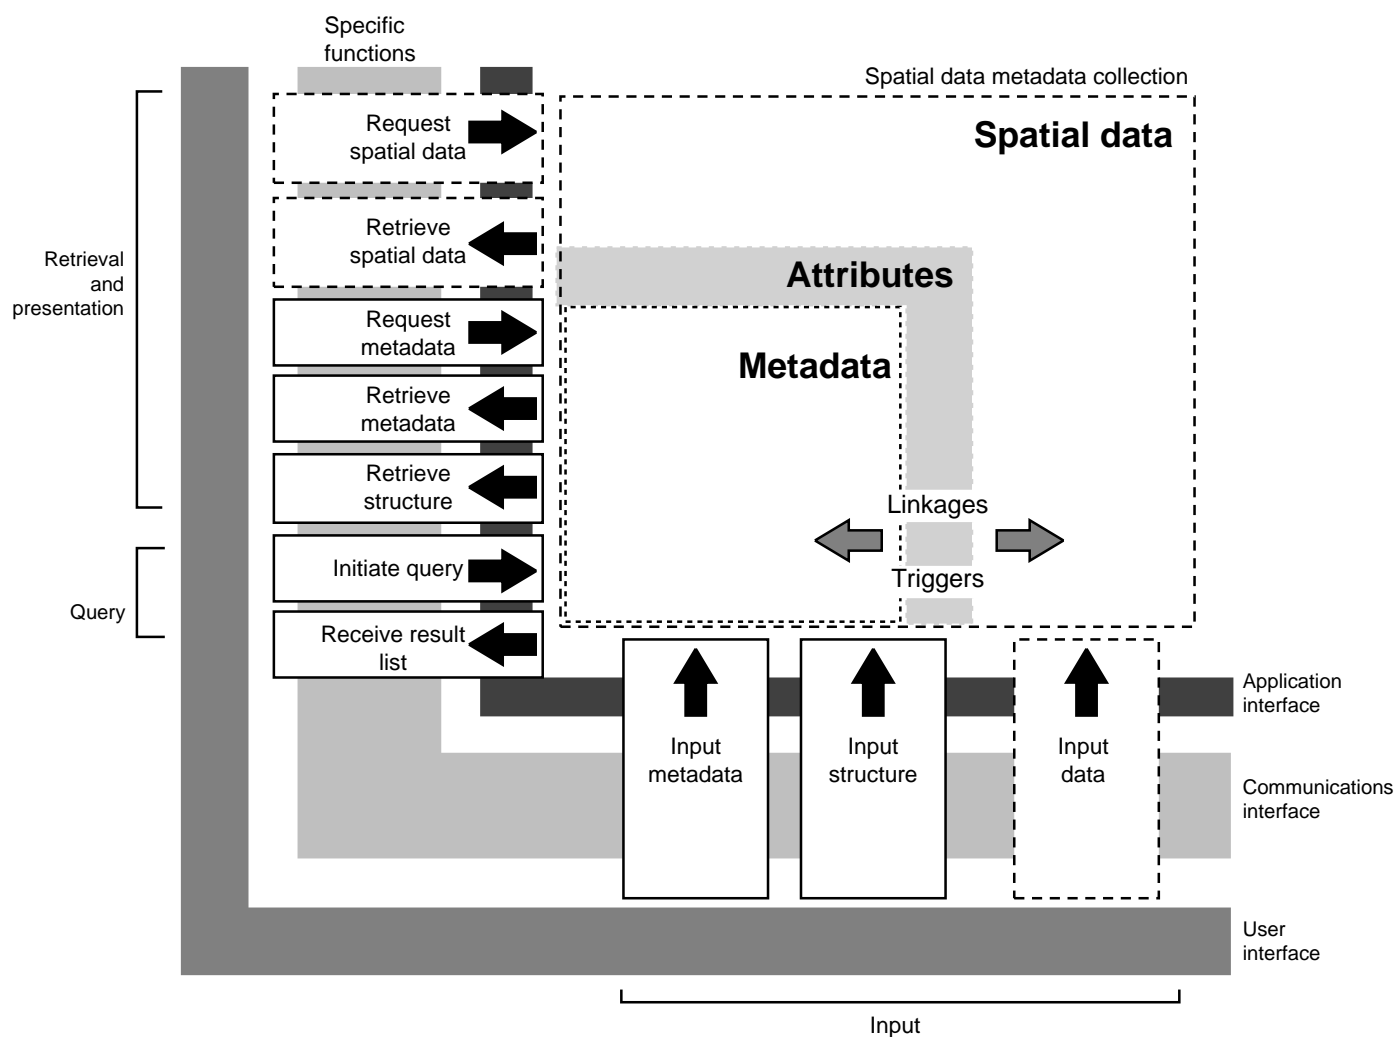 Specific
functions
Spatial data metadata collection
Request
spatial data
Spatial data
Retrieve
spatial data
Retrieval
and
presentation
Attributes
Request
metadata
Metadata
Retrieve
metadata
Retrieve
structure
Linkages
Initiate query
Triggers
Query
Receive result
list
Application
interface
Input
metadata
Input
structure
Input
data
Communications
interface
User
interface
Input